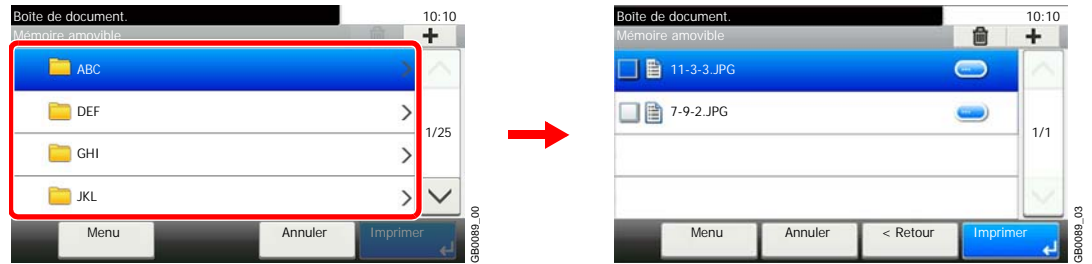 Boîte de document.
10:10
Mémoire amovible
ABC
DEF
1/25
GHI
JKL
Menu
Annuler
Imprimer
GB0089_00
Boîte de document.
10:10
Mémoire amovible
11-3-3.JPG
7-9-2.JPG
1/1
Menu
Annuler
< Retour
Imprimer
GB0089_03